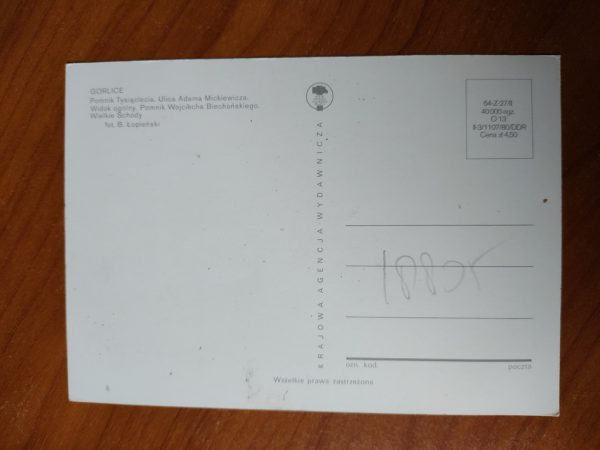 GORLICE
Pomnik Tysiąclecia. Ulica Adama Mickiewicza.
Widok ogólny. Pomnik Wojciecha Biechońskiego.
Wielkie Schody
fot. B. Łopieński
KRAJOWA AGENCJA WYDAWNICZA
64-Z-27/8
40 000 egz.
O-13
II-3/1107/80/DDR
Cena zł 4,50
1980r
ozn. kod.
poczta
Wszelkie prawa zastrzeżone